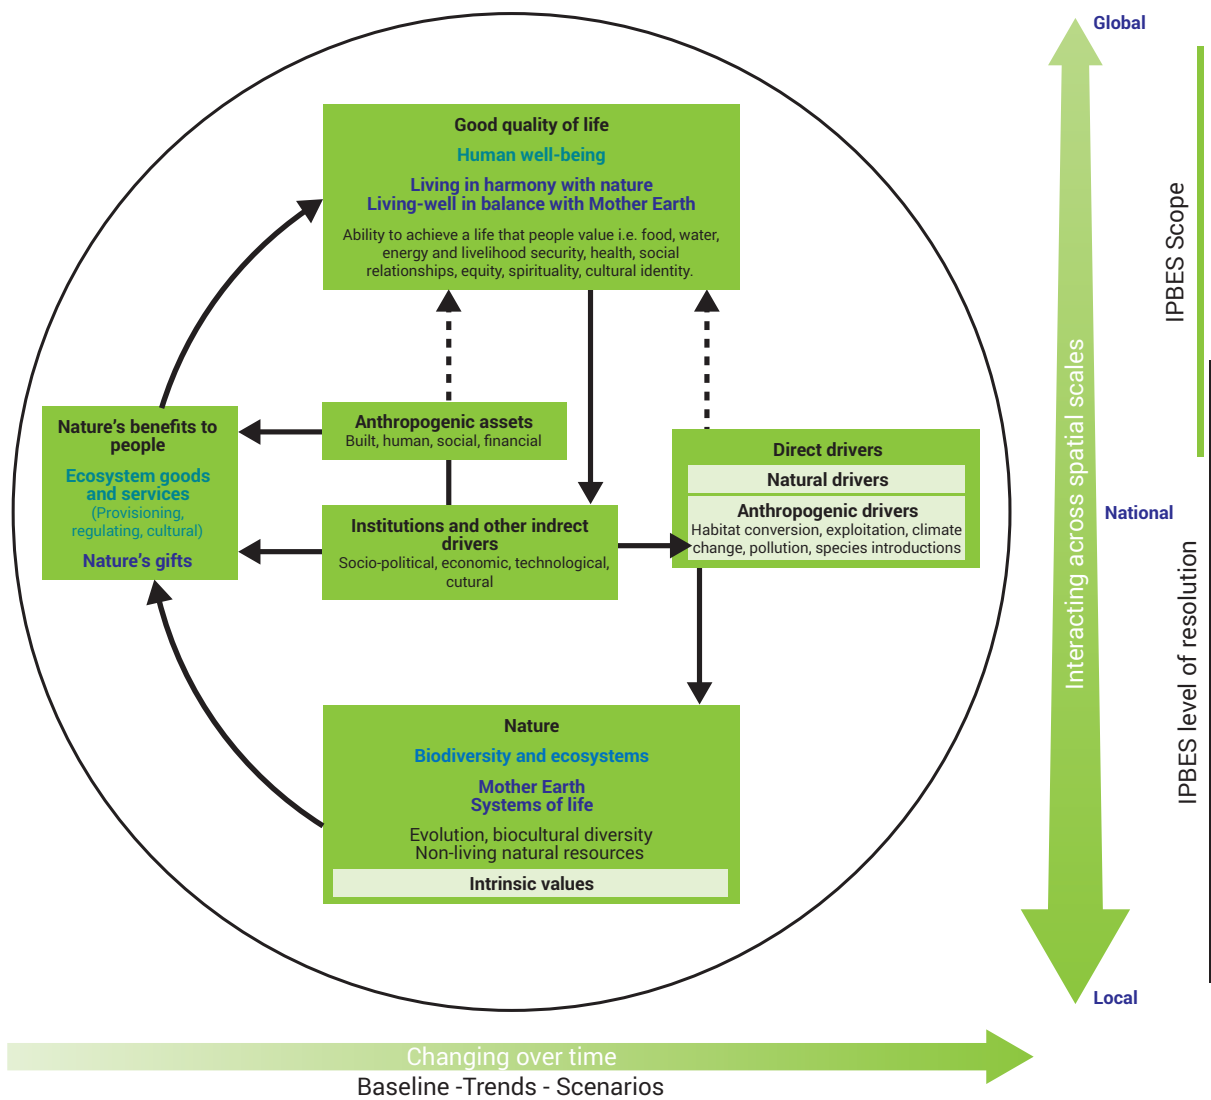 Good quality of life
Human well-being
Living in harmony with nature
Living-well in balance with Mother Earth
Ability to achieve a life that people value i.e. food, water,
energy and livelihood security, health, social
relationships, equity, spirituality, cultural identity.
Nature's benefits to
people
Ecosystem goods
and services
(Provisioning,
regulating, cultural)
Nature's gifts
Anthropogenic assets
Built, human, social, financial
Institutions and other indrect
drivers
Socio-political, economic, technological,
cutural
Direct drivers
Natural drivers
Anthropogenic drivers
Habitat conversion, exploitation, climate
change, pollution, species introductions
Nature
Biodiversity and ecosystems
Mother Earth
Systems of life
Evolution, biocultural diversity
Non-living natural resources
Intrinsic values
Global
National
Local
Interacting across spatial scales
IPBES Scope
IPBES level of resolution
Changing over time
Baseline -Trends - Scenarios